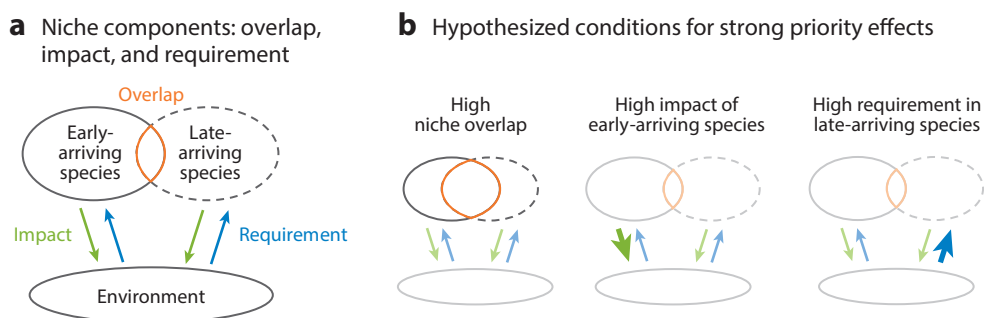 a Niche components: overlap,
impact, and requirement
Overlap
Early-
arriving
species
Late-
arriving
species
Impact
Requirement
Environment
b Hypothesized conditions for strong priority effects
High
niche overlap
High impact of
early-arriving species
High requirement in
late-arriving species